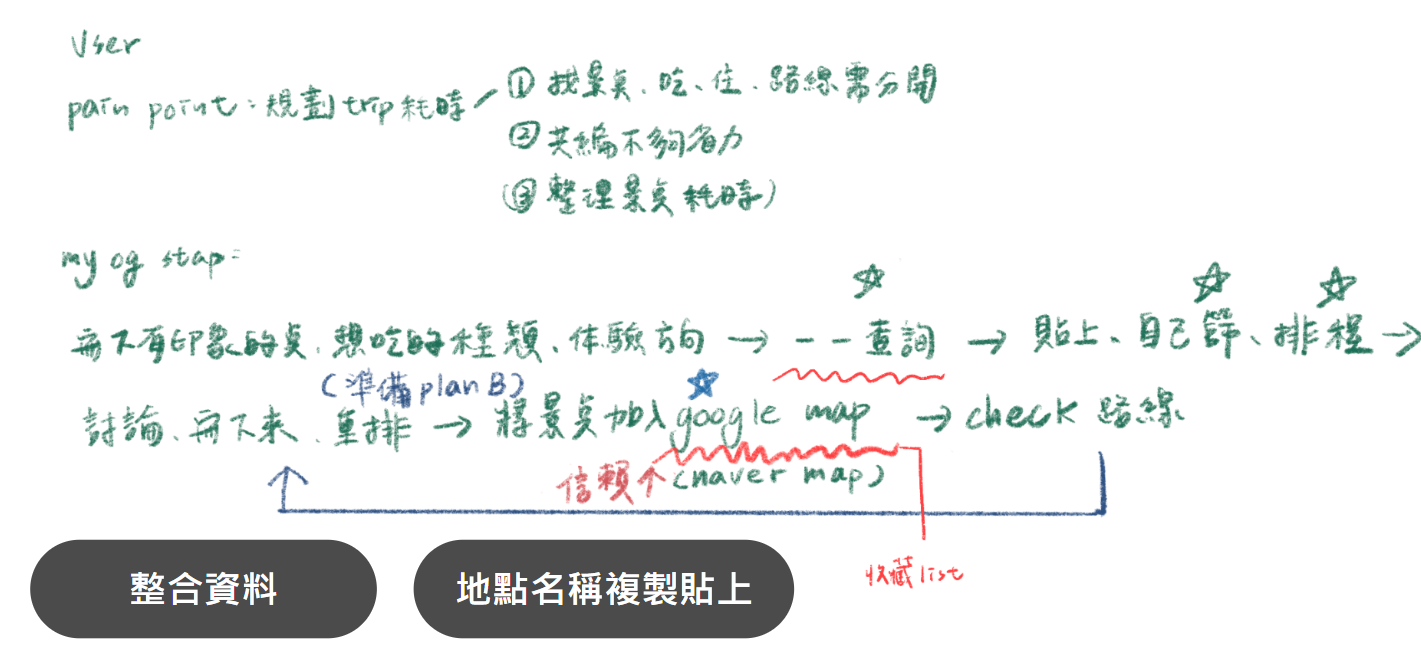 User
pain point：規劃trip耗時
① 找景點、吃、住、路線需分開
② 共編不夠省力
(③ 整理景點耗時)
my og stap：
寫下有印象的點、想吃的種類、体驗方向 → 一一查詢 → 貼上、自己篩、排程 →
(準備plan B)
討論、寫下來、重排 → 將景點加入google map → check 路線
信賴个(naver map)
收藏list
整合資料
地點名稱複製貼上